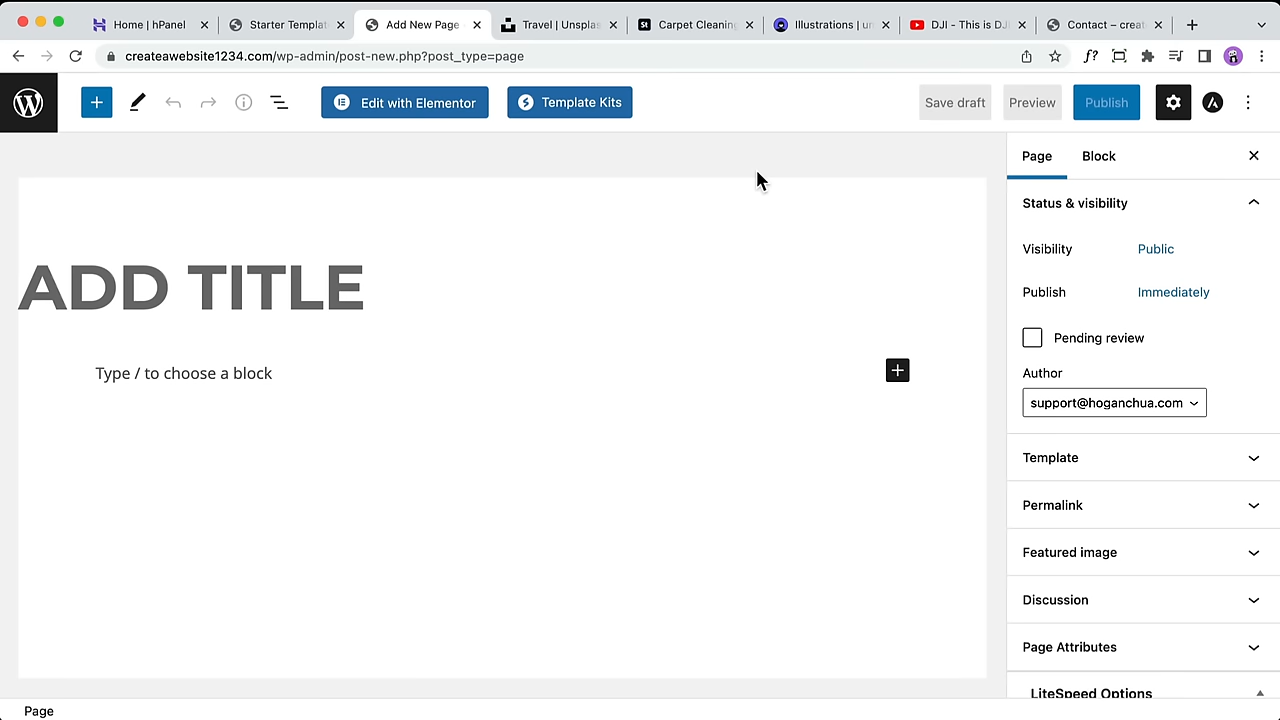 Home | hPanel
Starter Templat
Add New Page
Travel | Unsplas
Carpet Cleaning
Illustrations | un
DJI - This is DJ
Contact – creat
createawebsite1234.com/wp-admin/post-new.php?post_type=page
Edit with Elementor
Template Kits
Save draft
Preview
Publish
Page
Block
Status & visibility
Visibility
Public
Publish
Immediately
Pending review
Author
support@hoganchua.com
Template
Permalink
Featured image
Discussion
Page Attributes
LiteSpeed Options
ADD TITLE
Type / to choose a block
Page